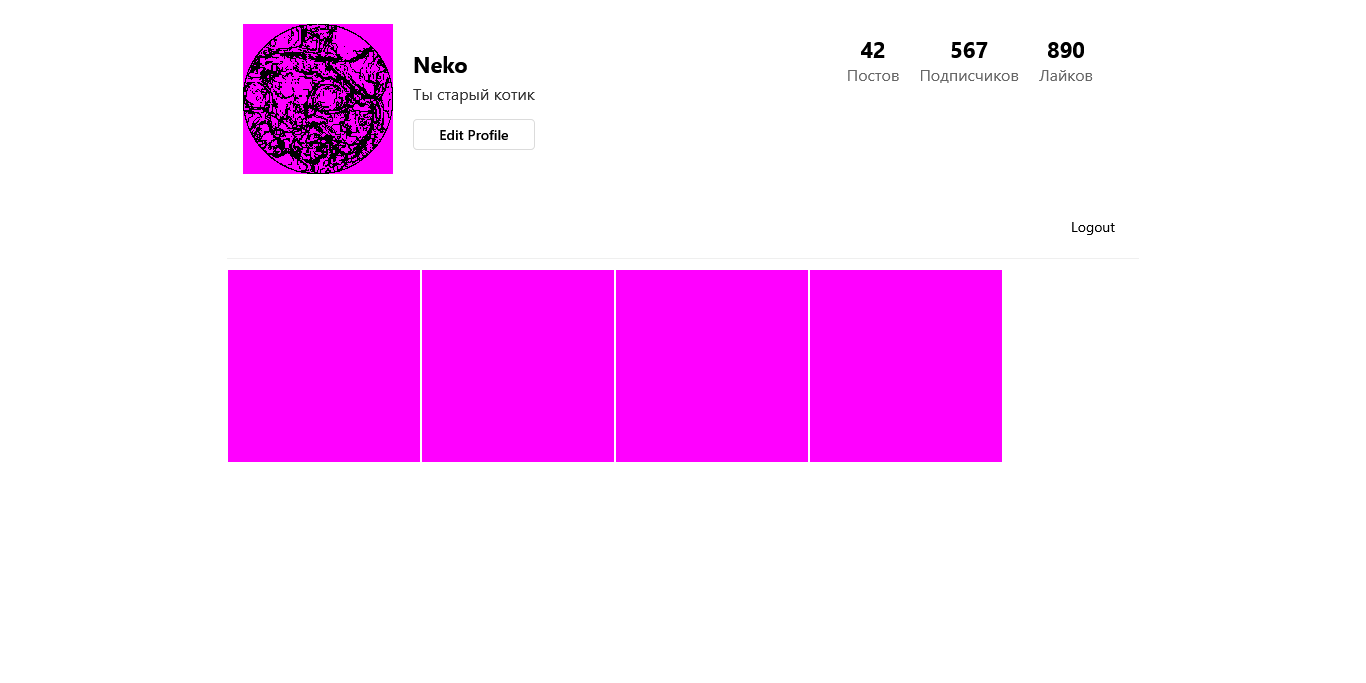 Neko
Ты старый котик
Edit Profile
42 567 890
Постов Подписчиков Лайков
Logout